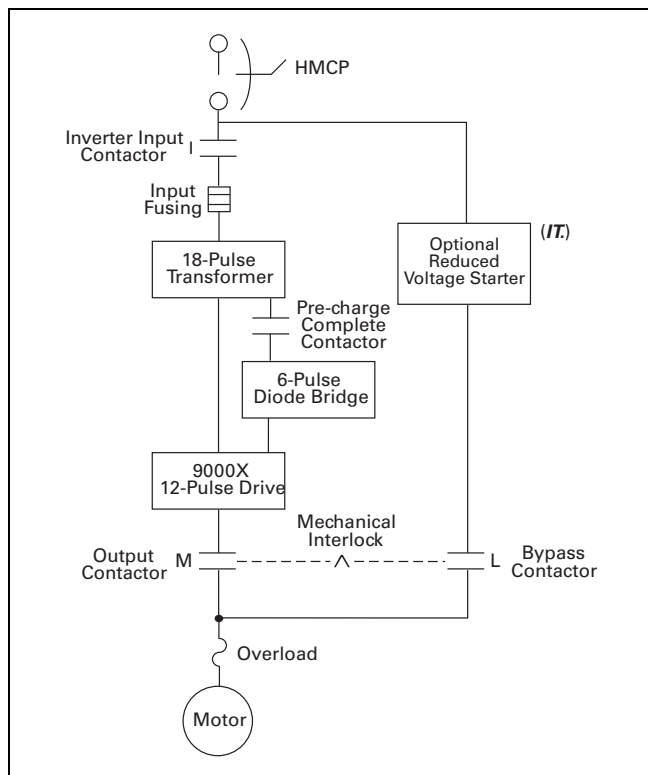 HMCP
Inverter Input
Contactor
I
Input
Fusing
18-Pulse
Transformer
Optional
Reduced
Voltage Starter
(IT.)
Pre-charge
Complete
Contactor
6-Pulse
Diode Bridge
9000X
12-Pulse Drive
Mechanical
Interlock
Output
Contactor
M
L
Bypass
Contactor
Overload
Motor